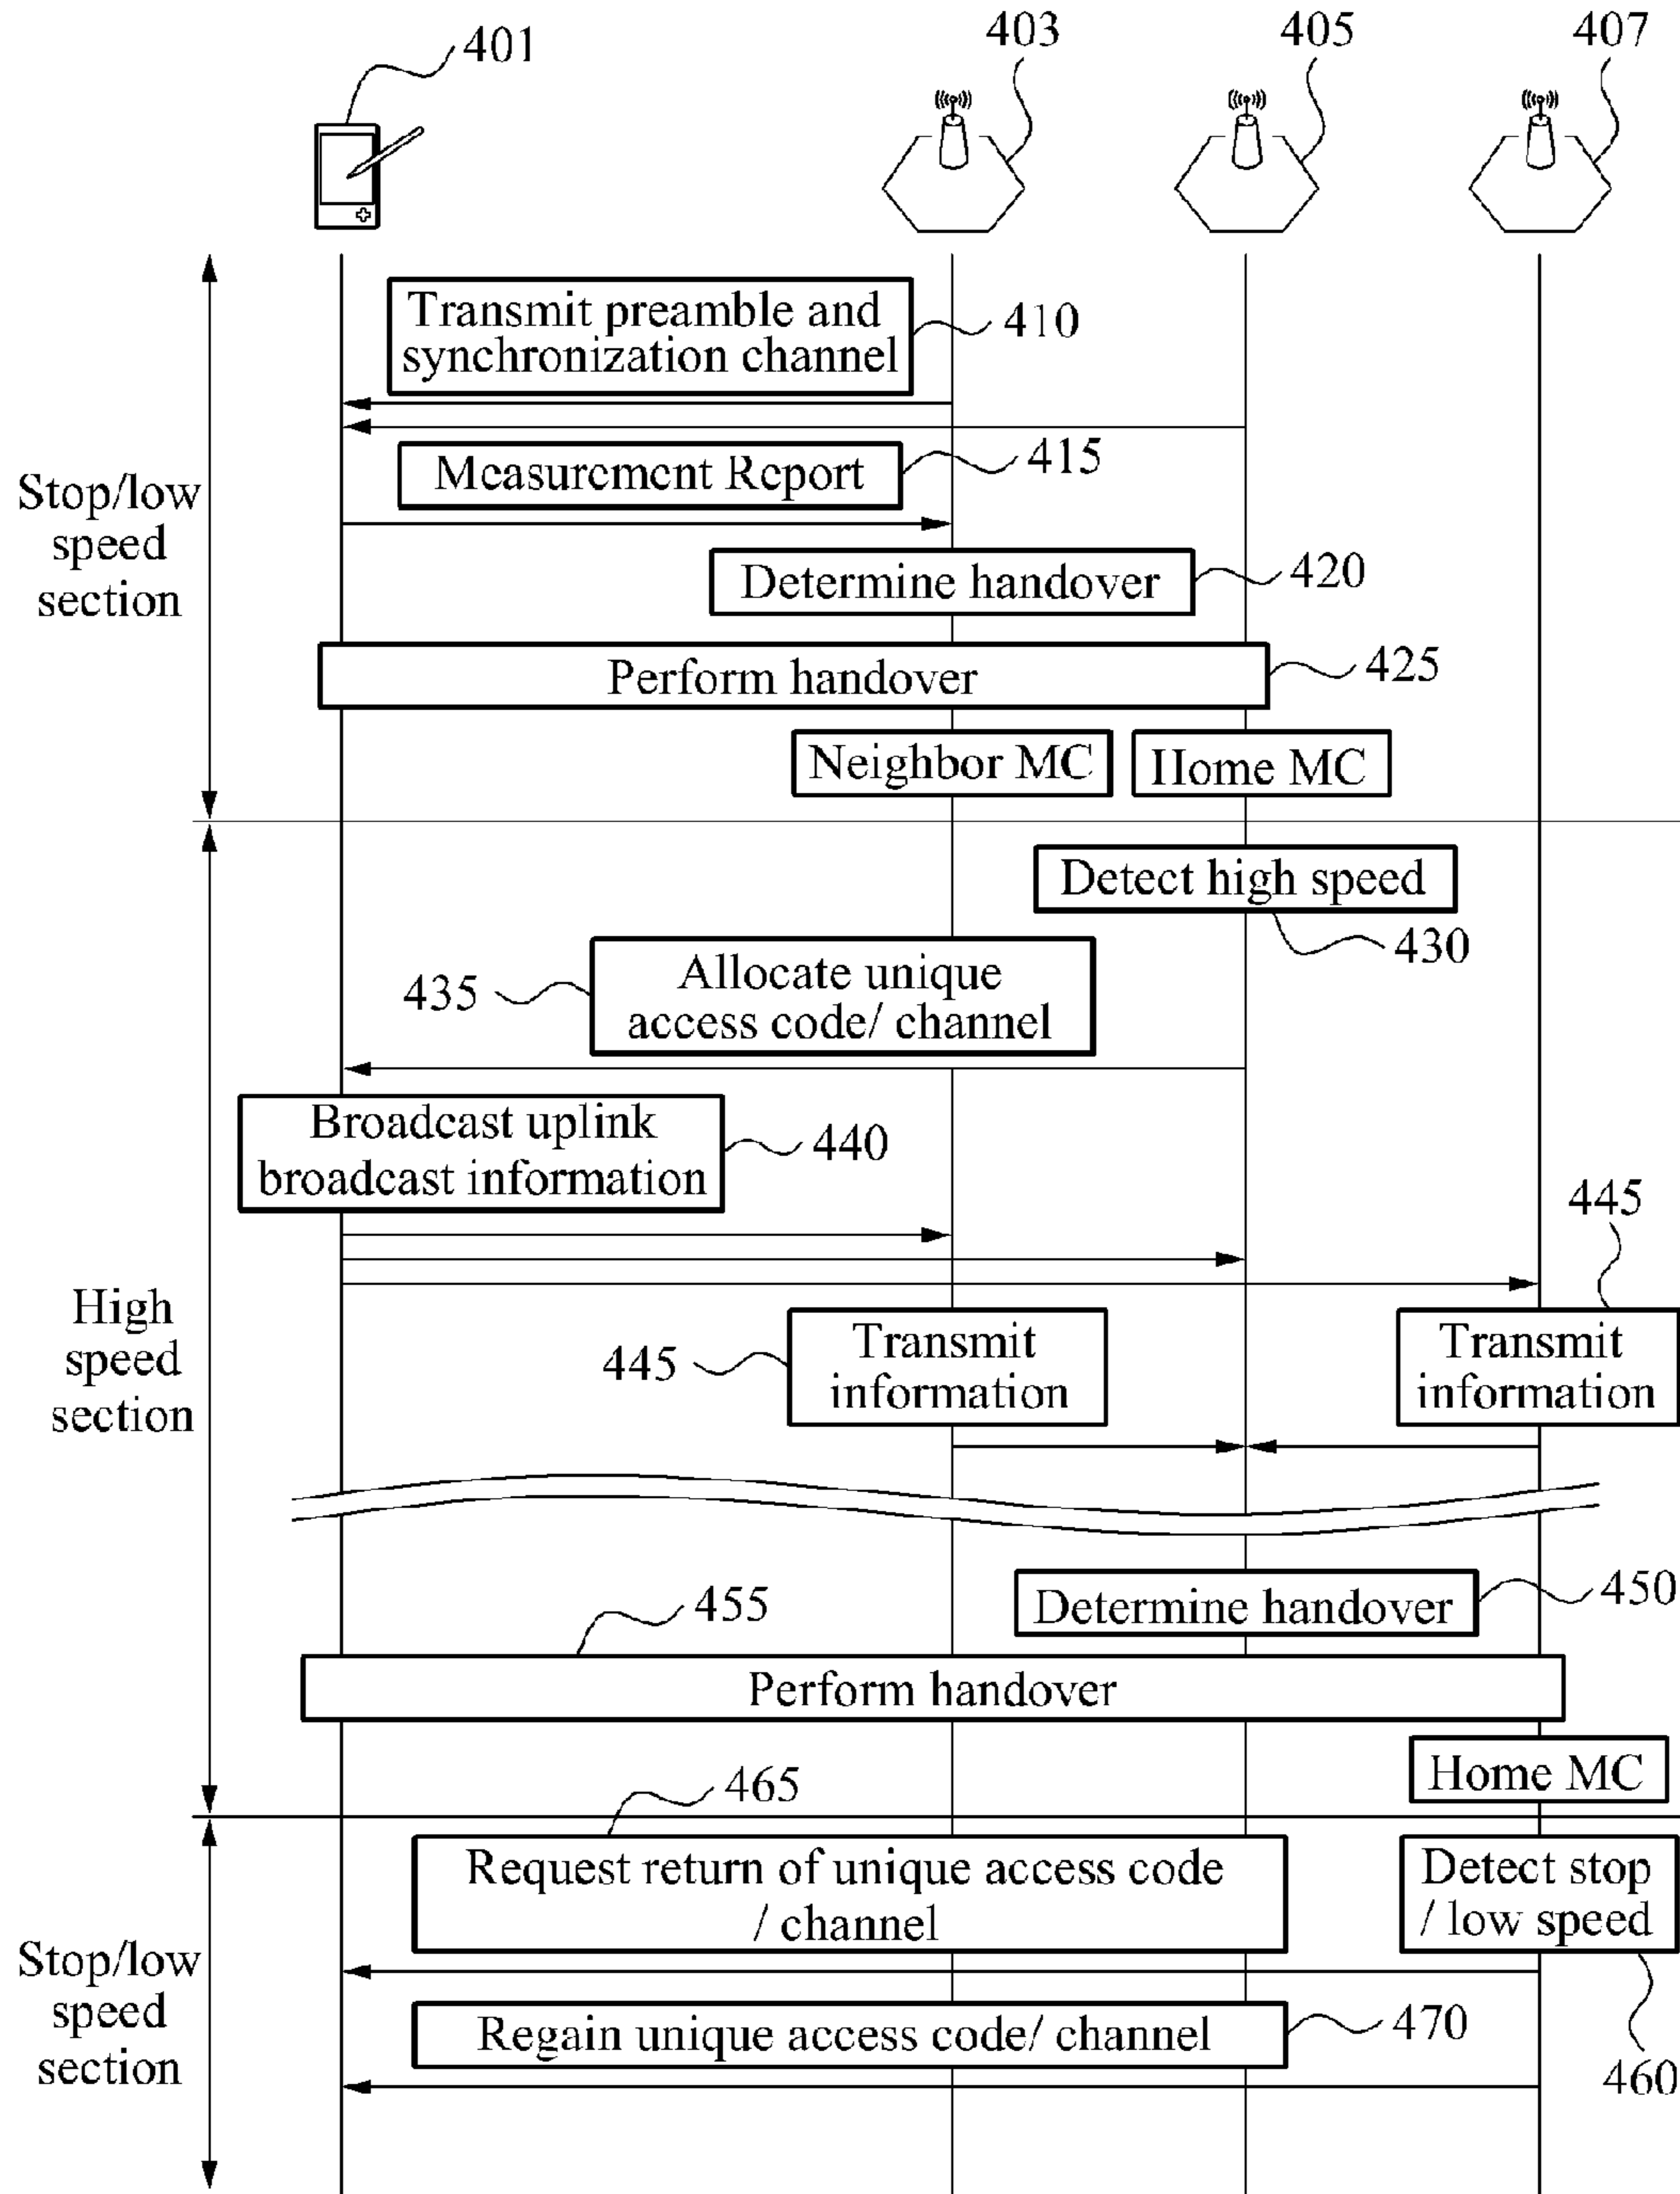 401
403
405
407
Transmit preamble and
synchronization channel
410
Measurement Report
415
Stop/low
speed
section
Determine handover
420
Perform handover
425
Neighbor MC
Home MC
Detect high speed
430
435
Allocate unique
access code/ channel
Broadcast uplink
broadcast information
440
445
High
speed
section
445
Transmit
information
Transmit
information
450
Determine handover
455
Perform handover
Home MC
465
Request return of unique access code
/ channel
Detect stop
/ low speed
Stop/low
speed
section
Regain unique access code/ channel
470
460